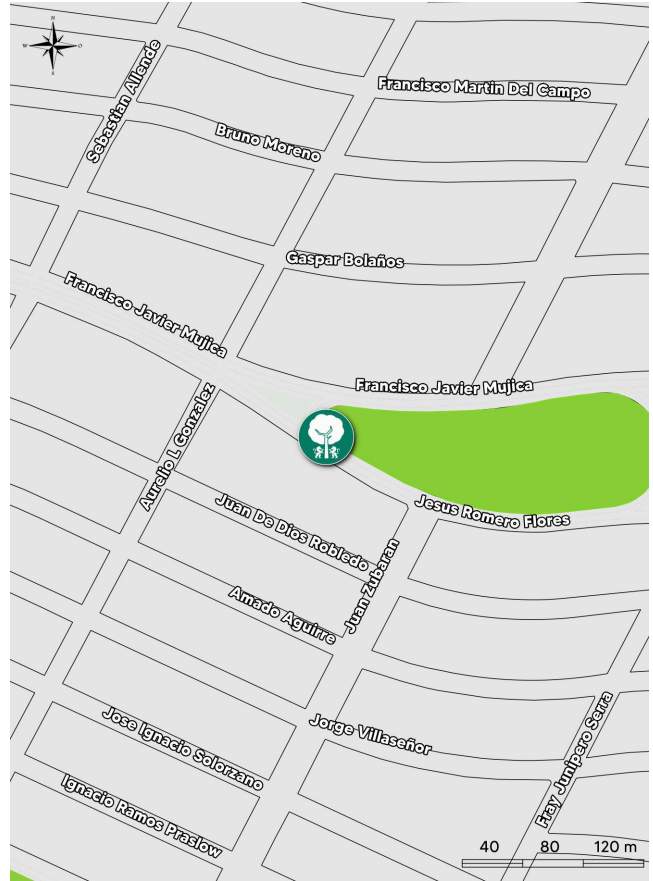 N
W O
S
Sebastian Allende
Francisco Martin Del Campo
Bruno Moreno
Gaspar Bolaños
Francisco Javier Mujica
Francisco Javier Mujica
Aurelio L Gonzalez
Jesus Romero Flores
Juan De Dios Robledo
Juan Zubaran
Amado Aguirre
Jose Ignacio Solorzano
Jorge Villaseñor
Fray Junipero Serra
Ignacio Ramos Praslow
40 80 120 m